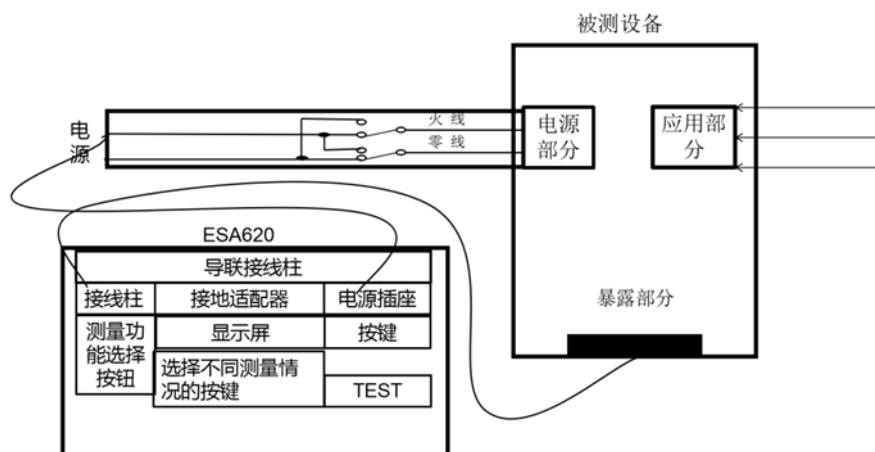 被测设备
火 线
电
源
零 线
电源
部分
应用部
分
ESA620
导联接线柱
接线柱
接地适配器
电源插座
暴露部分
测量功
能选择
按钮
显示屏
按键
选择不同测量情
况的按键
TEST